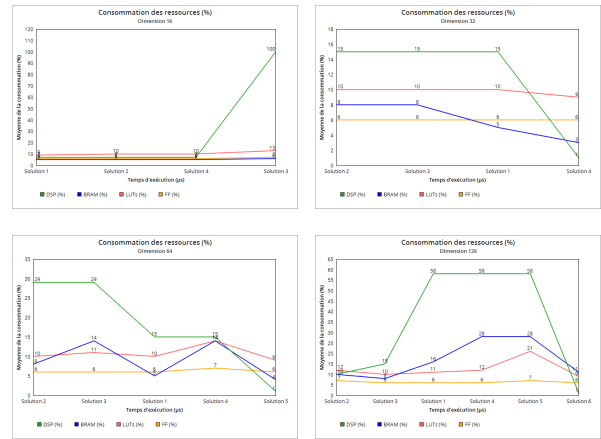 Consommation des ressources (%)
Dimension 16
Moyenne de la consommation (%)
120
110
100
90
80
70
60
50
40
30
20
10
0
100
10
10
13
Solution 1
Solution 2
Solution 4
Solution 3
Temps d'exécution (µs)
DSP (%) BRAM (%) LUTs (%) FF (%)
Consommation des ressources (%)
Dimension 32
Moyenne de la consommation (%)
18
16
14
12
10
8
6
4
2
0
15 15 15
10 10 10 9
8 8 5 3
6 6 6 6
1
Solution 2
Solution 3
Solution 1
Solution 4
Temps d'exécution (µs)
DSP (%) BRAM (%) LUTs (%) FF (%)
Consommation des ressources (%)
Dimension 64
Moyenne de la consommation (%)
35
30
25
20
15
10
5
0
29 29 15 15 1
10 11 10 14 9
8 14 5 14
6 6 6 7 6
Solution 2
Solution 3
Solution 1
Solution 4
Solution 5
Temps d'exécution (µs)
DSP (%) BRAM (%) LUTs (%) FF (%)
Consommation des ressources (%)
Dimension 128
Moyenne de la consommation (%)
65
60
55
50
45
40
35
30
25
20
15
10
5
0
15 58 58 58
12 10 11 12 21
10 16 28 28 11
7 6 6 7 6
Solution 2
Solution 3
Solution 1
Solution 4
Solution 5
Solution 6
Temps d'exécution (µs)
DSP (%) BRAM (%) LUTs (%) FF (%)